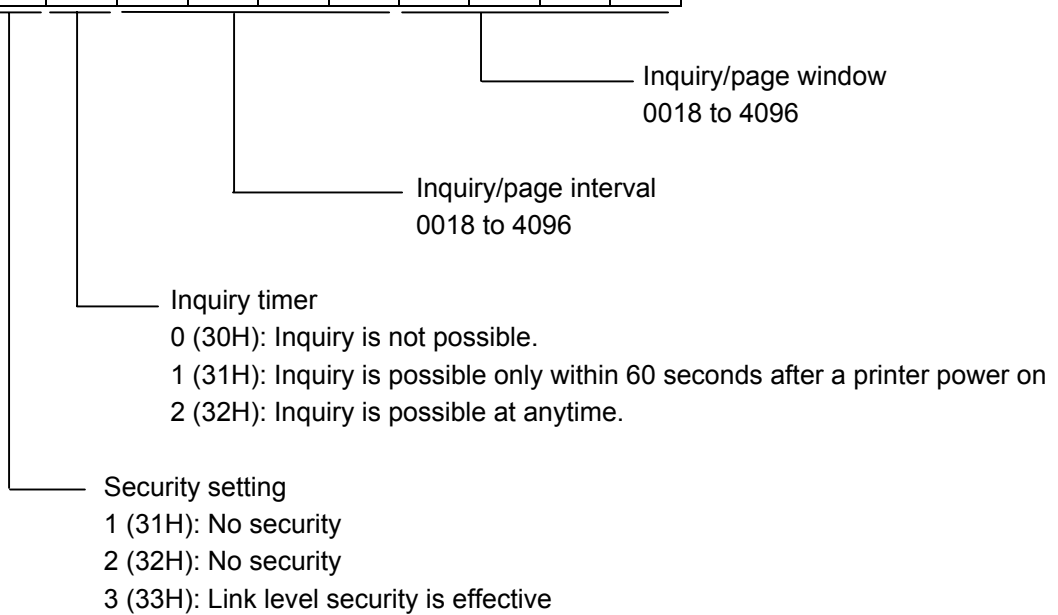 Inquiry/page window
0018 to 4096
Inquiry/page interval
0018 to 4096
Inquiry timer
0 (30H): Inquiry is not possible.
1 (31H): Inquiry is possible only within 60 seconds after a printer power on
2 (32H): Inquiry is possible at anytime.
Security setting
1 (31H): No security
2 (32H): No security
3 (33H): Link level security is effective